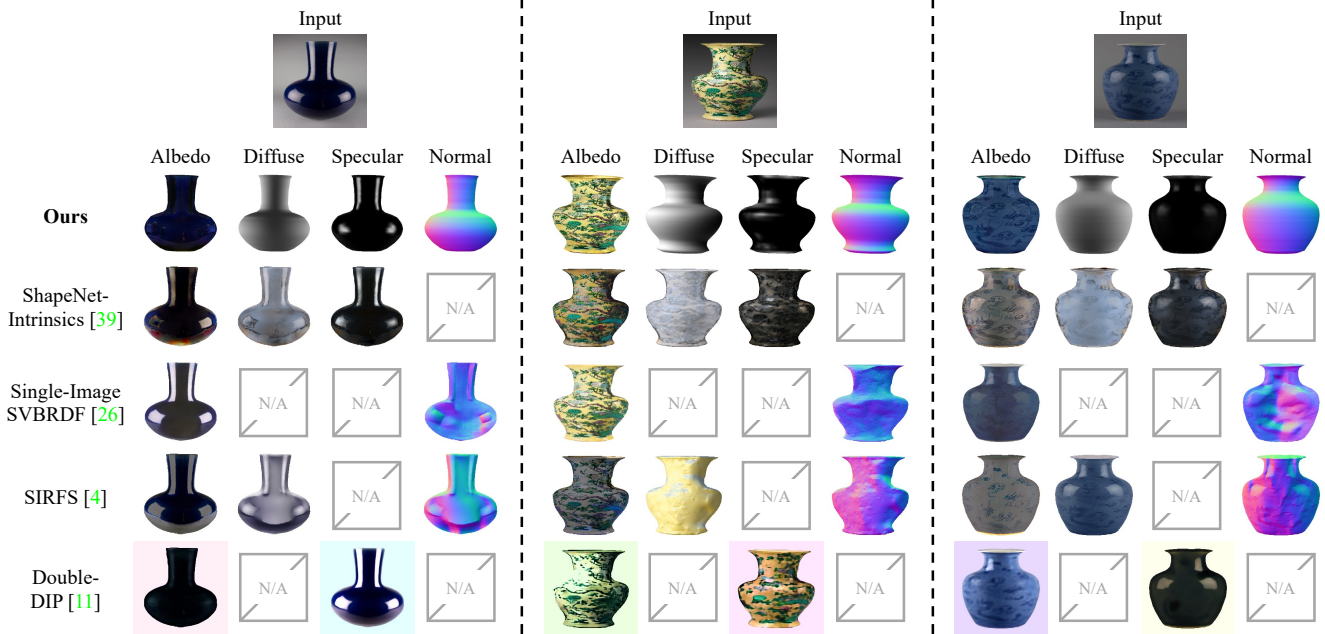 Input Input Input
Albedo Diffuse Specular Normal Albedo Diffuse Specular Normal Albedo Diffuse Specular Normal
Ours
ShapeNet-
Intrinsics [39]
N/A N/A N/A
Single-Image
SVBRDF [26]
N/A N/A N/A N/A N/A N/A
SIRFS [4]
N/A N/A N/A
Double-
DIP [11]
N/A N/A N/A N/A N/A N/A